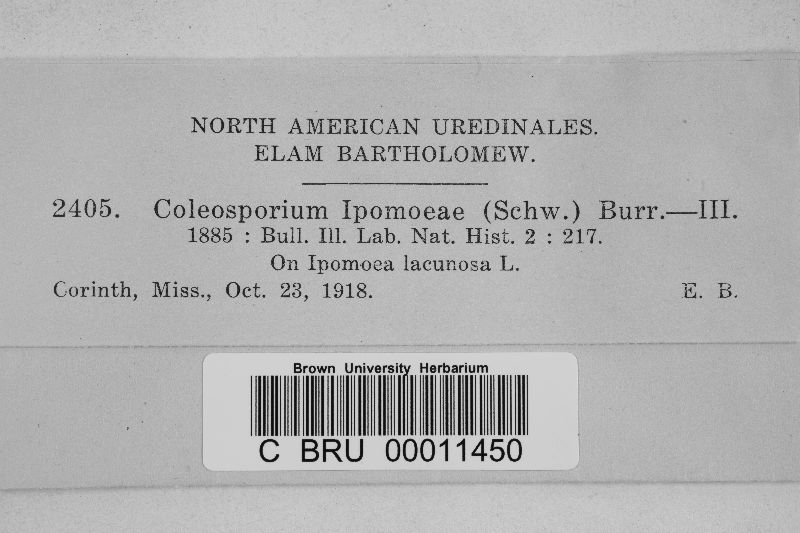 NORTH AMERICAN UREDINALES.
ELAM BARTHOLOMEW.
2405. Coleosporium Ipomoeae (Schw.) Burr.—III.
1885 : Bull. Ill. Lab. Nat. Hist. 2 : 217.
On Ipomoea lacunosa L.
Corinth, Miss., Oct. 23, 1918. E. B.
Brown University Herbarium
C BRU 00011450